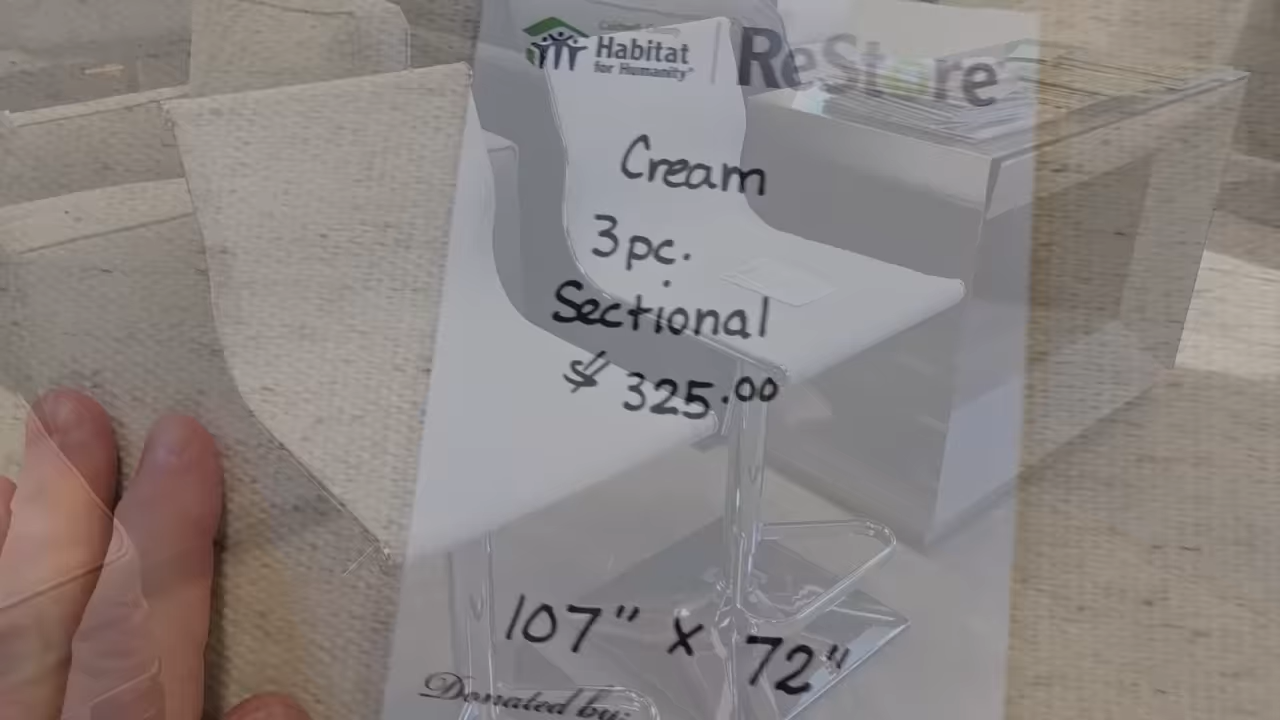 Habitat
for Humanity®
ReStore
Cream
3pc.
Sectional
$325.00
107" x 72"
Donated by: